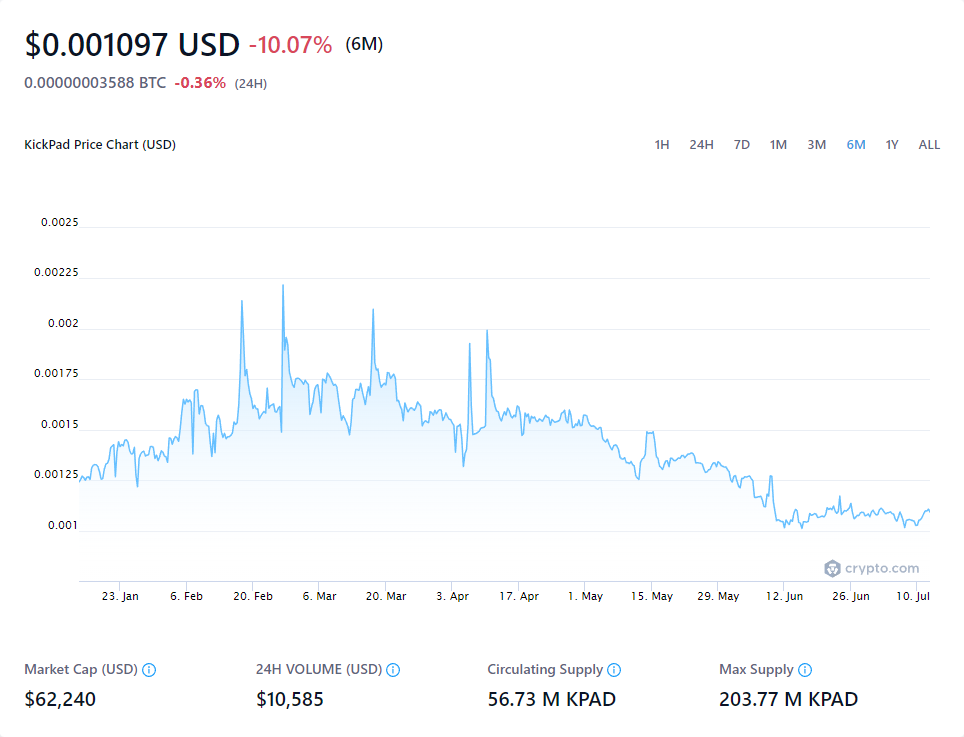 $0.001097 USD -10.07% (6M)
0.00000003588 BTC -0.36% (24H)
KickPad Price Chart (USD) 1H 24H 7D 1M 3M 6M 1Y ALL
0.0025
0.00225
0.002
0.00175
0.0015
0.00125
0.001
crypto.com
23. Jan 6. Feb 20. Feb 6. Mar 20. Mar 3. Apr 17. Apr 1. May 15. May 29. May 12. Jun 26. Jun 10. Jul
Market Cap (USD) 24H VOLUME (USD) Circulating Supply Max Supply
$62,240 $10,585 56.73 M KPAD 203.77 M KPAD